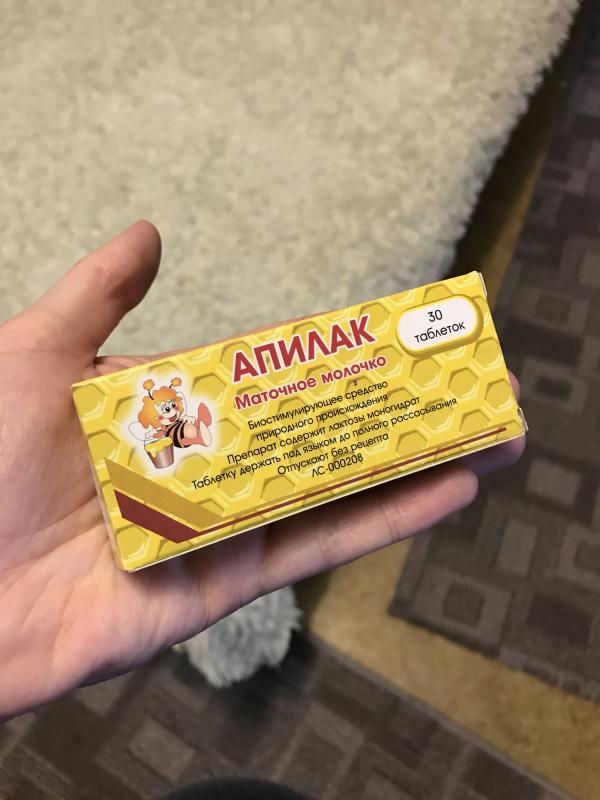 30
таблеток
АПИЛАК
Маточное молочко
Биостимулирующее средство
природного происхождения
Препарат содержит лактозы моногидрат
Таблетку держать под языком до полного рассасывания
Отпускают без рецепта
ЛС-000208